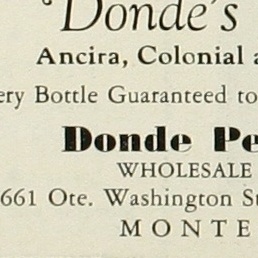 "Donde's
Ancira, Colonial a
ery Bottle Guaranteed to
Donde Pe
WHOLESALE
661 Ote. Washington St
MONTE